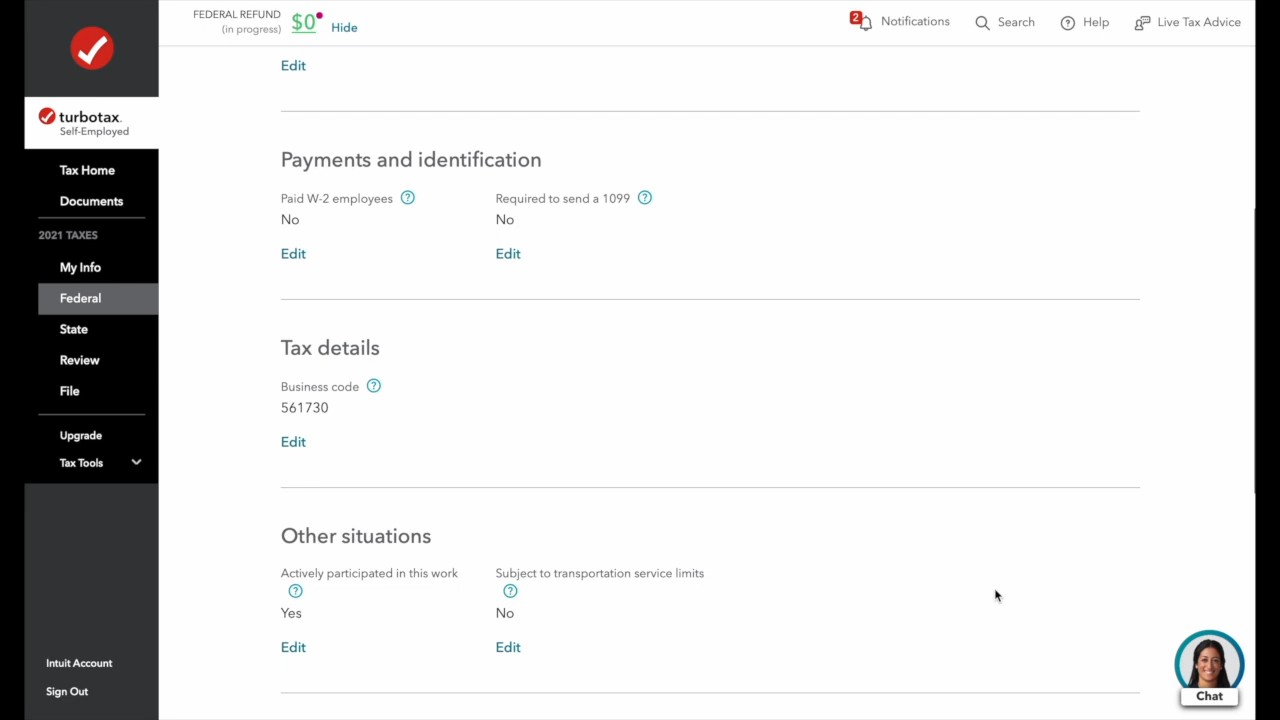 FEDERAL REFUND
(in progress)
$0
Hide
2
Notifications
Search
? Help
Live Tax Advice
turbotax.
Self-Employed
Tax Home
Documents
2021 TAXES
My Info
Federal
State
Review
File
Upgrade
Tax Tools
Intuit Account
Sign Out
Edit
Payments and identification
Paid W-2 employees ? Required to send a 1099 ?
No No
Edit Edit
Tax details
Business code ?
561730
Edit
Other situations
Actively participated in this work Subject to transportation service limits
? ?
Yes No
Edit Edit
Chat